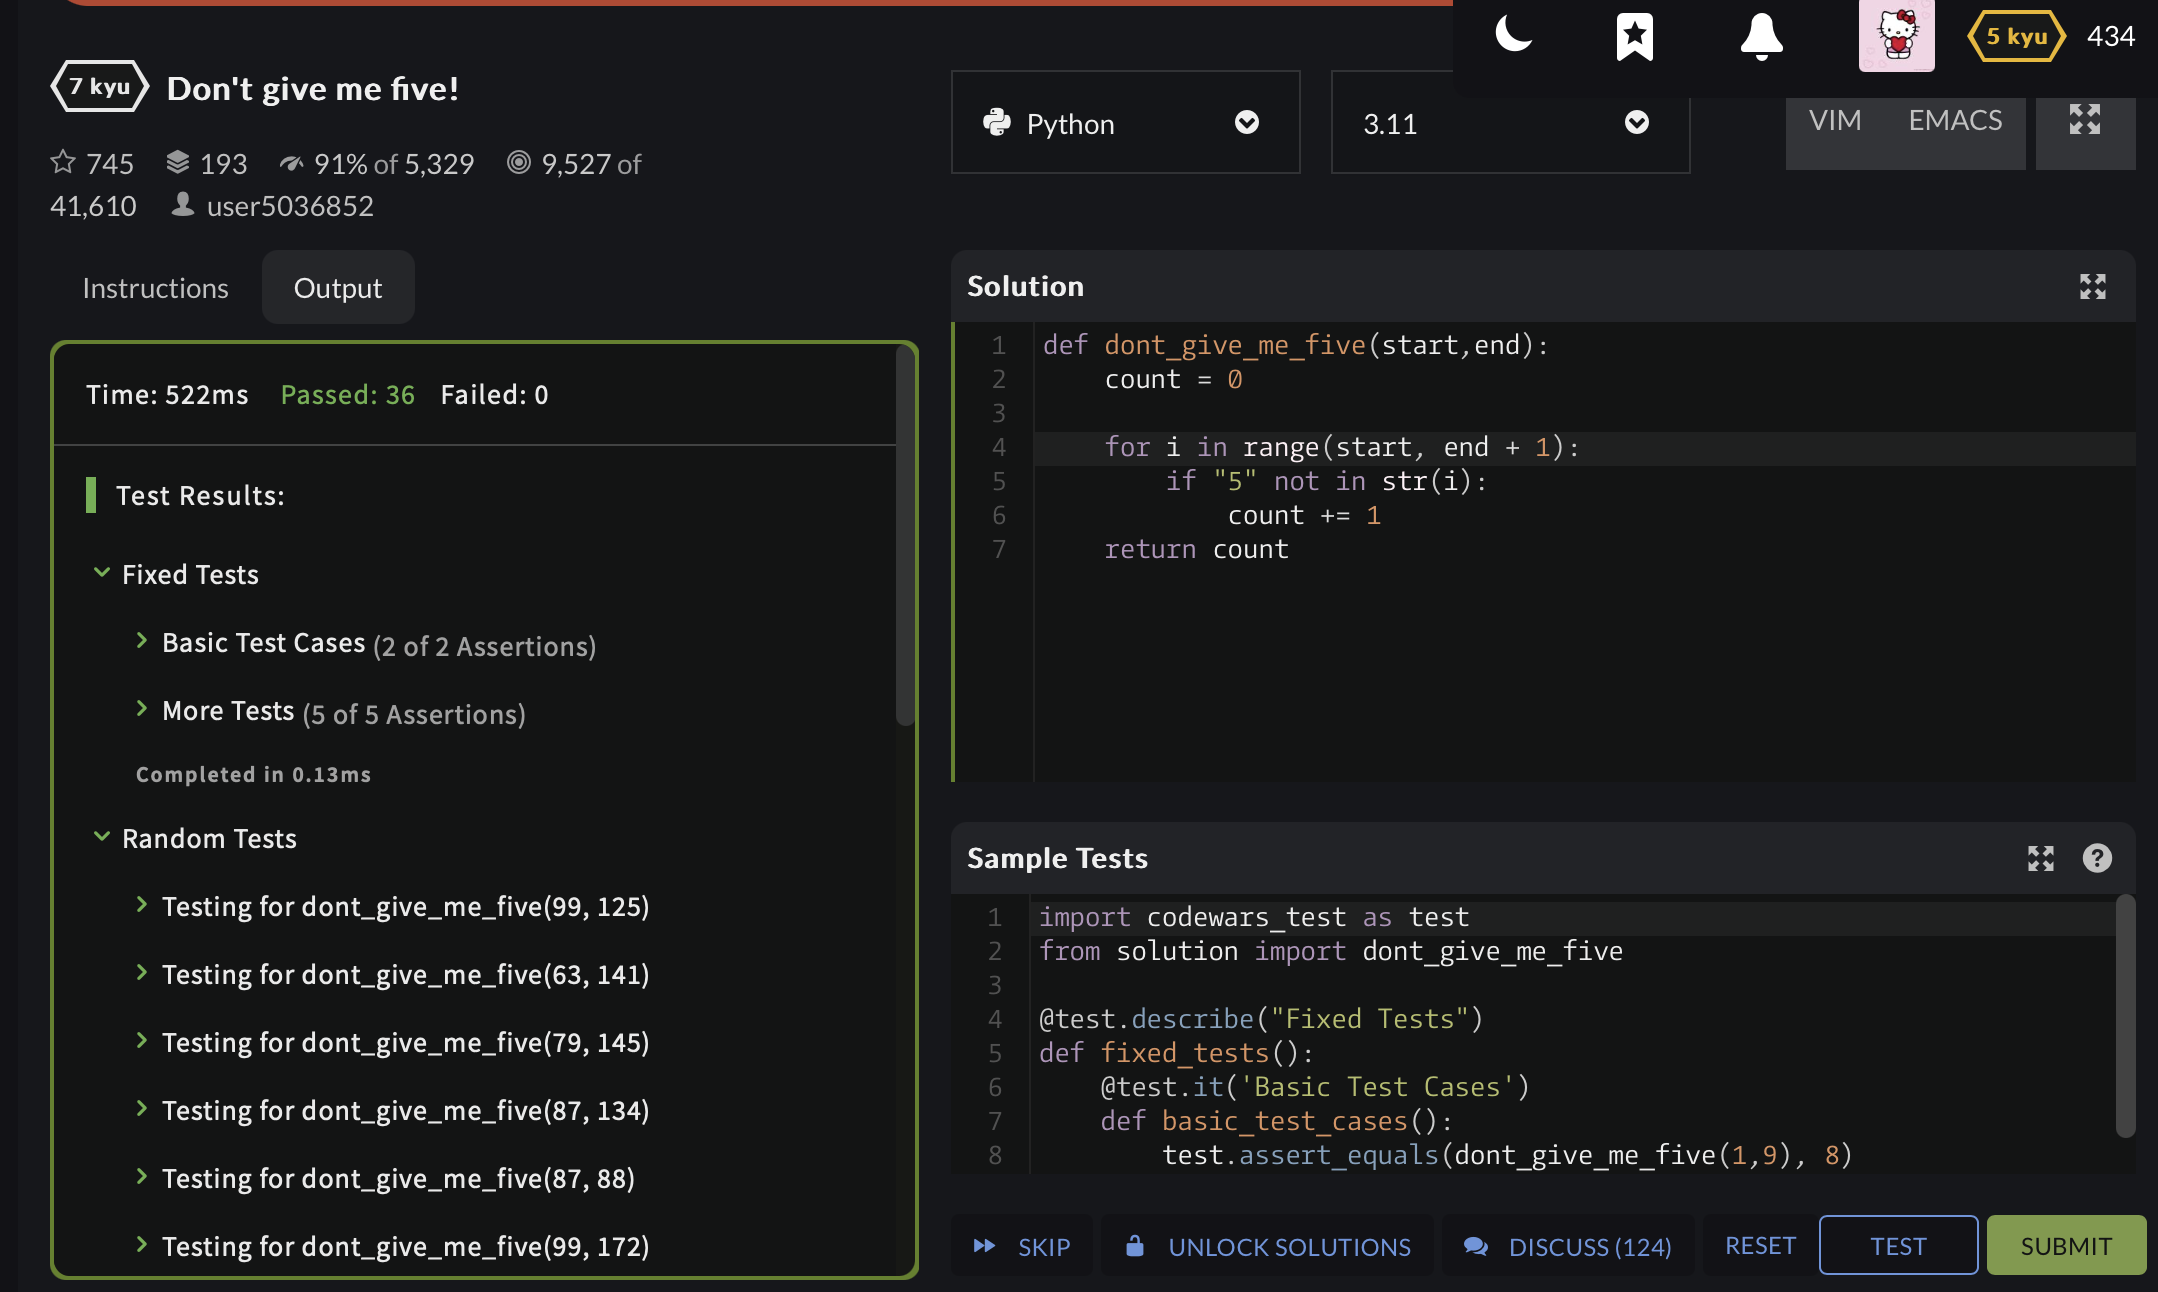 5 kyu 434
7 kyu Don't give me five!
745 193 91% of 5,329 9,527 of
41,610 user5036852
Instructions Output
Time: 522ms Passed: 36 Failed: 0
Test Results:
Fixed Tests
Basic Test Cases (2 of 2 Assertions)
More Tests (5 of 5 Assertions)
Completed in 0.13ms
Random Tests
Testing for dont_give_me_five(99, 125)
Testing for dont_give_me_five(63, 141)
Testing for dont_give_me_five(79, 145)
Testing for dont_give_me_five(87, 134)
Testing for dont_give_me_five(87, 88)
Testing for dont_give_me_five(99, 172)
Python 3.11 VIM EMACS
Solution
1 def dont_give_me_five(start,end):
2     count = 0
3
4     for i in range(start, end + 1):
5         if "5" not in str(i):
6             count += 1
7     return count
Sample Tests
1 import codewars_test as test
2 from solution import dont_give_me_five
3
4 @test.describe("Fixed Tests")
5 def fixed_tests():
6     @test.it('Basic Test Cases')
7     def basic_test_cases():
8         test.assert_equals(dont_give_me_five(1,9), 8)
SKIP UNLOCK SOLUTIONS DISCUSS (124) RESET TEST SUBMIT